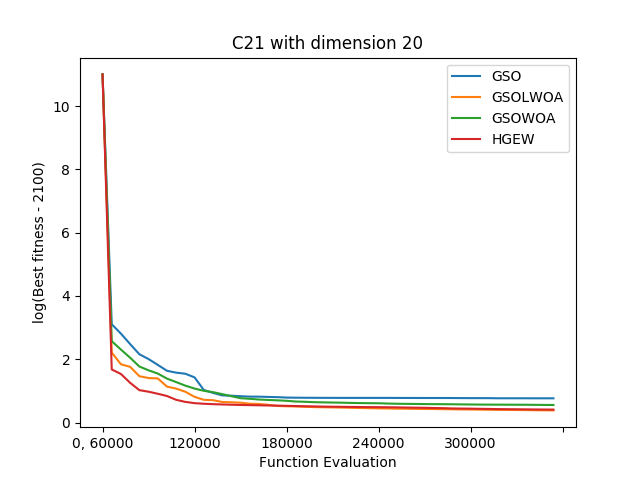 C21 with dimension 20
GSO
GSOLWOA
GSOWOA
HGEW
log(Best fitness - 2100)
10
8
6
4
2
0
0, 60000
120000
180000
240000
300000
Function Evaluation